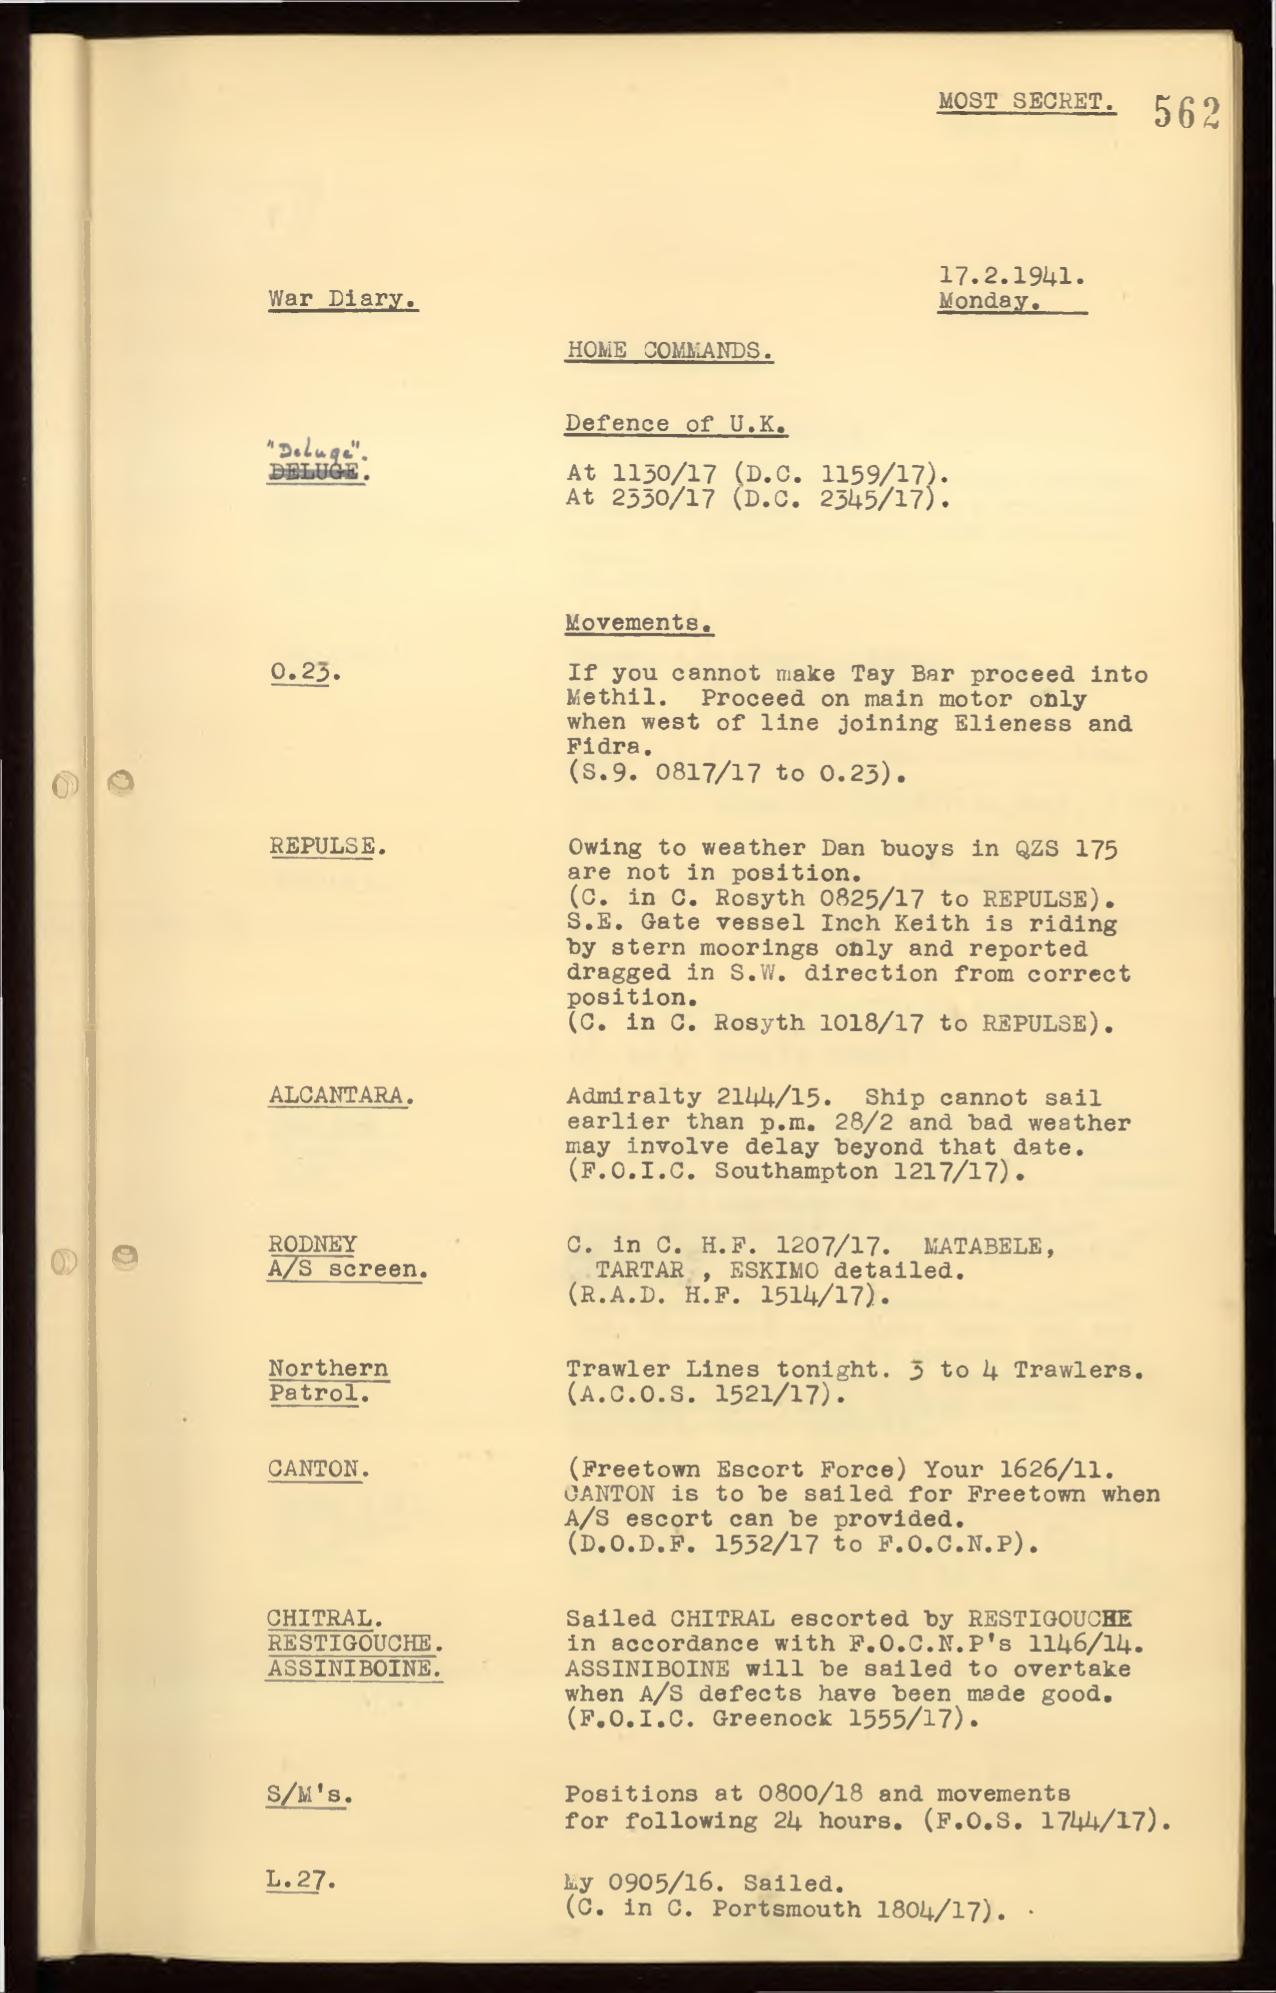 MOST SECRET. 562
17.2.1941.
War Diary. Monday.
HOME COMMANDS.
Defence of U.K.
"Deluge".
DELUGE. At 1130/17 (D.C. 1159/17).
At 2330/17 (D.C. 2345/17).
Movements.
O.23. If you cannot make Tay Bar proceed into
Methil. Proceed on main motor only
when west of line joining Elieness and
Fidra.
(S.9. 0817/17 to O.23).
REPULSE. Owing to weather Dan buoys in QZS 175
are not in position.
(C. in C. Rosyth 0825/17 to REPULSE).
S.E. Gate vessel Inch Keith is riding
by stern moorings only and reported
dragged in S.W. direction from correct
position.
(C. in C. Rosyth 1018/17 to REPULSE).
ALCANTARA. Admiralty 2144/15. Ship cannot sail
earlier than p.m. 28/2 and bad weather
may involve delay beyond that date.
(F.O.I.C. Southampton 1217/17).
RODNEY C. in C. H.F. 1207/17. MATABELE,
A/S screen. TARTAR , ESKIMO detailed.
(R.A.D. H.F. 1514/17).
Northern Trawler Lines tonight. 3 to 4 Trawlers.
Patrol. (A.C.O.S. 1521/17).
CANTON. (Freetown Escort Force) Your 1626/11.
CANTON is to be sailed for Freetown when
A/S escort can be provided.
(D.O.D.F. 1532/17 to F.O.C.N.P).
CHITRAL. Sailed CHITRAL escorted by RESTIGOUCHE
RESTIGOUCHE. in accordance with F.O.C.N.P's 1146/14.
ASSINIBOINE. ASSINIBOINE will be sailed to overtake
when A/S defects have been made good.
(F.O.I.C. Greenock 1555/17).
S/M's. Positions at 0800/18 and movements
for following 24 hours. (F.O.S. 1744/17).
L.27. My 0905/16. Sailed.
(C. in C. Portsmouth 1804/17).